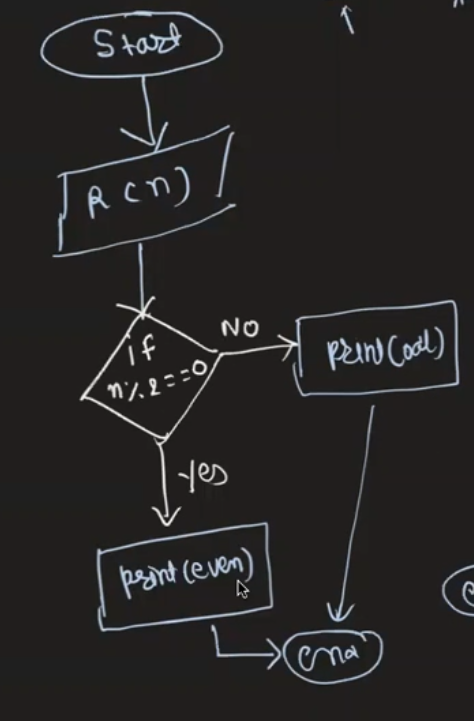 Start
R(n)
if
n%2==0
NO
print(odd)
yes
print(even)
end